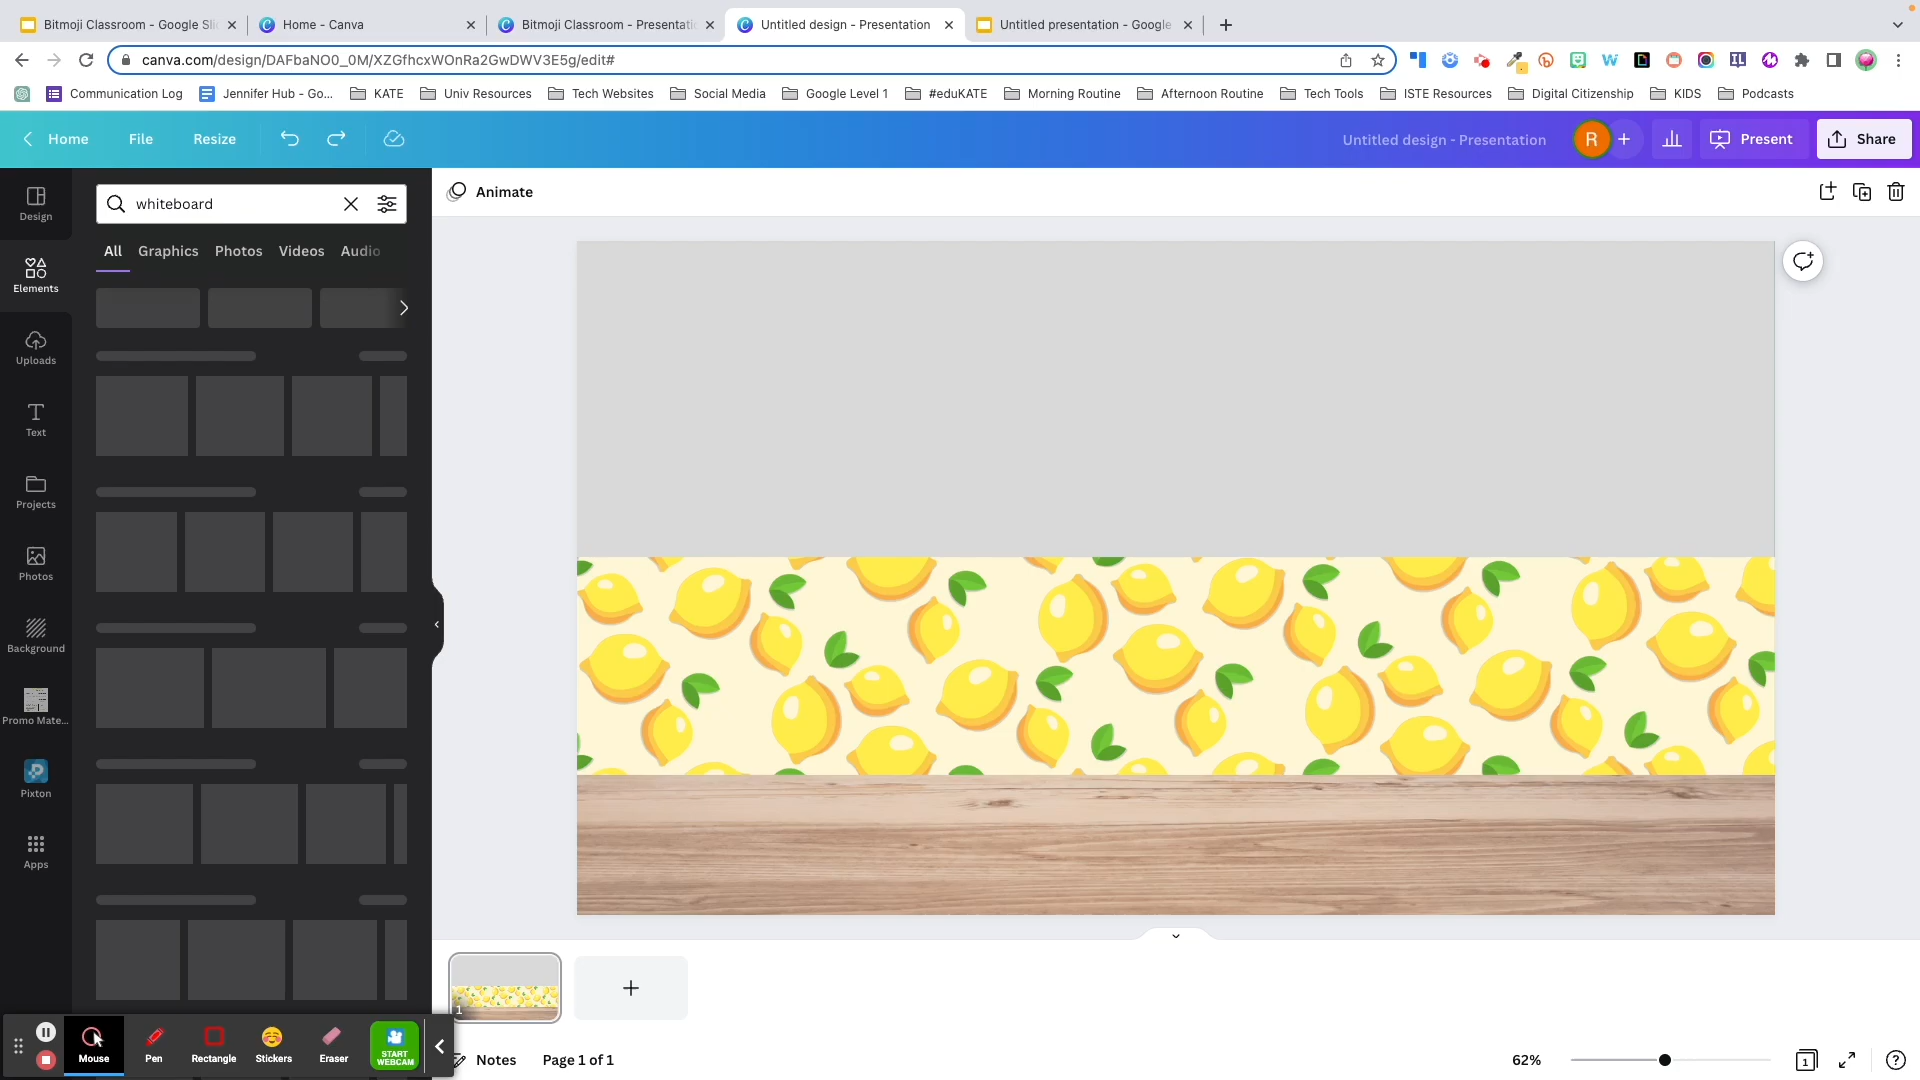 Bitmoji Classroom - Google Sli
Home - Canva
Bitmoji Classroom - Presentati
Untitled design - Presentation
Untitled presentation - Google
canva.com/design/DAFbaNO0_0M/XZGfhcxWOnRa2GwDWV3E5g/edit#
Communication Log
Jennifer Hub - Go...
KATE
Univ Resources
Tech Websites
Social Media
Google Level 1
#eduKATE
Morning Routine
Afternoon Routine
Tech Tools
ISTE Resources
Digital Citizenship
KIDS
Podcasts
Home
File
Resize
Untitled design - Presentation
R
Present
Share
Design
Elements
Uploads
Text
Projects
Photos
Background
Promo Mate...
Pixton
Apps
whiteboard
All
Graphics
Photos
Videos
Audio
Animate
1
Mouse
Pen
Rectangle
Stickers
Eraser
START
WEBCAM
Notes
Page 1 of 1
62%
1